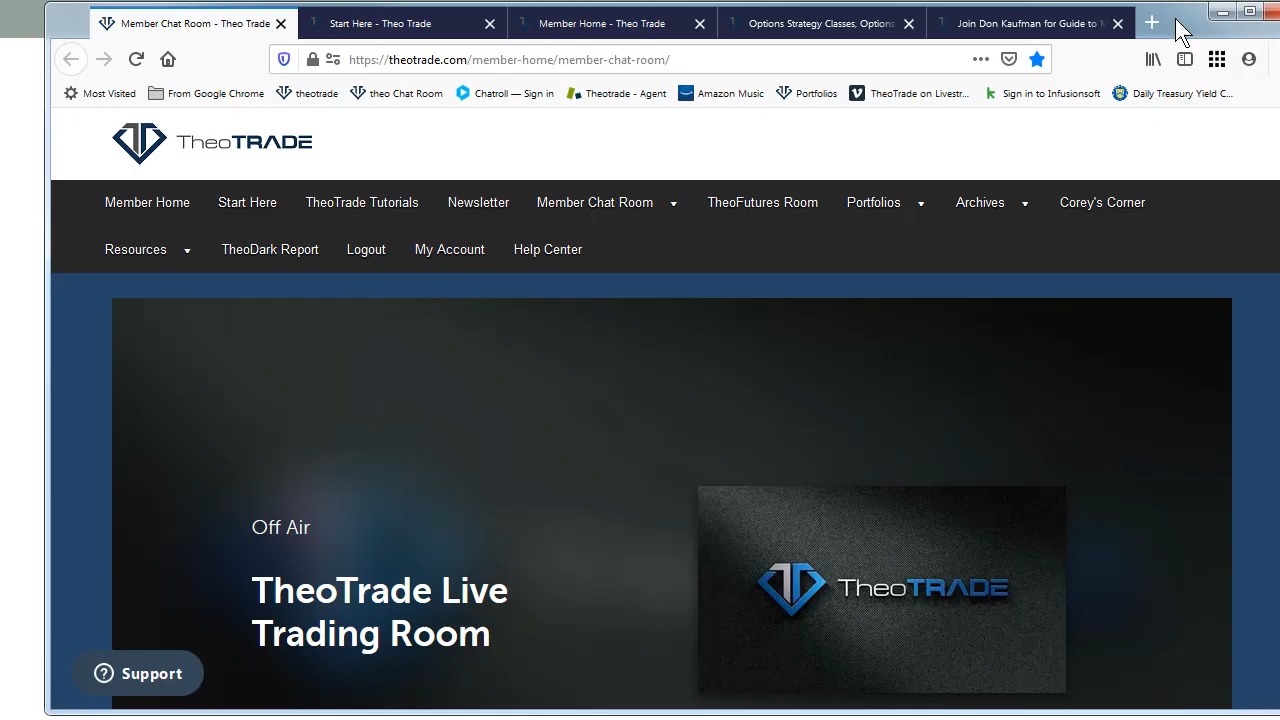 Member Chat Room - Theo Trade
Start Here - Theo Trade
Member Home - Theo Trade
Options Strategy Classes, Options
Join Don Kaufman for Guide to
https://theotrade.com/member-home/member-chat-room/
Most Visited
From Google Chrome
theotrade
theo Chat Room
Chatroll — Sign in
Theotrade - Agent
Amazon Music
Portfolios
TheoTrade on Livestr...
Sign in to Infusionsoft
Daily Treasury Yield C...
TheoTRADE
Member Home
Start Here
TheoTrade Tutorials
Newsletter
Member Chat Room
TheoFutures Room
Portfolios
Archives
Corey's Corner
Resources
TheoDark Report
Logout
My Account
Help Center
Off Air
TheoTrade Live
Trading Room
TheoTRADE
Support